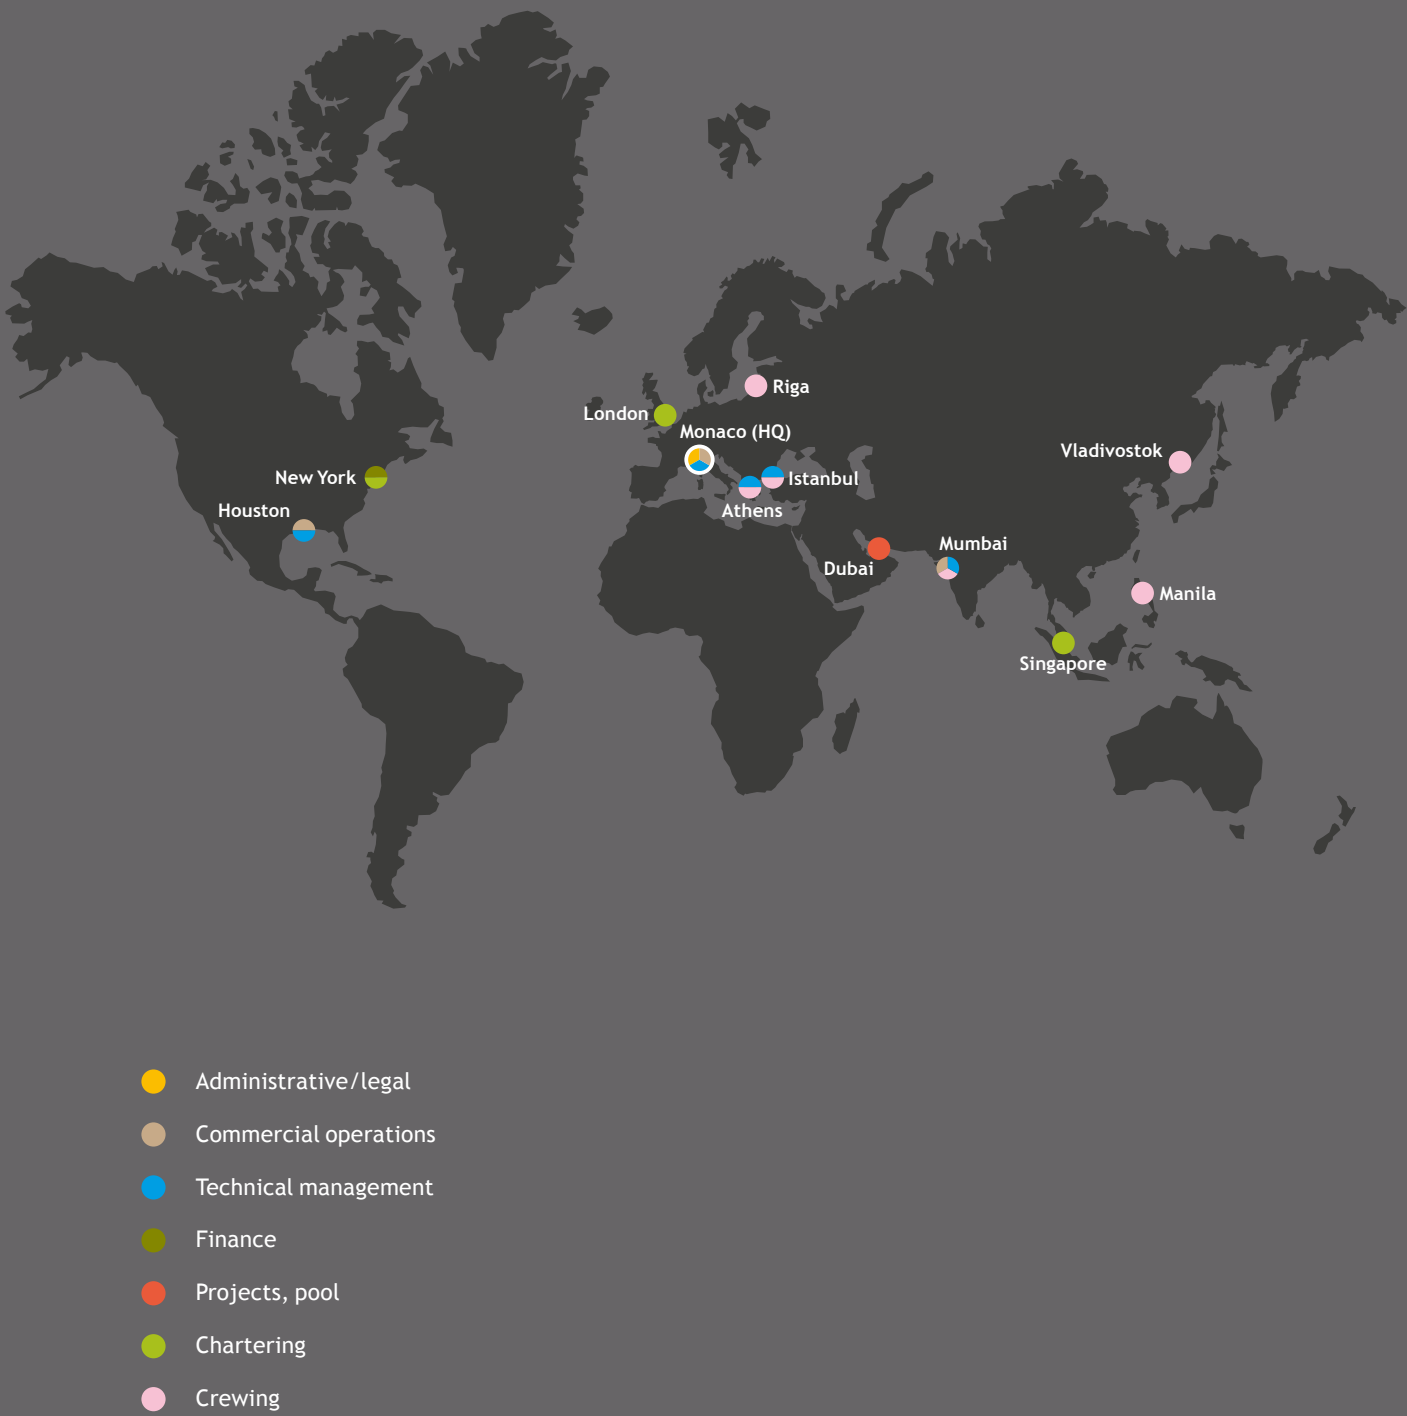 Riga
London
Monaco (HQ)
Vladivostok
New York
Istanbul
Houston
Athens
Mumbai
Dubai
Manila
Singapore
Administrative/legal
Commercial operations
Technical management
Finance
Projects, pool
Chartering
Crewing